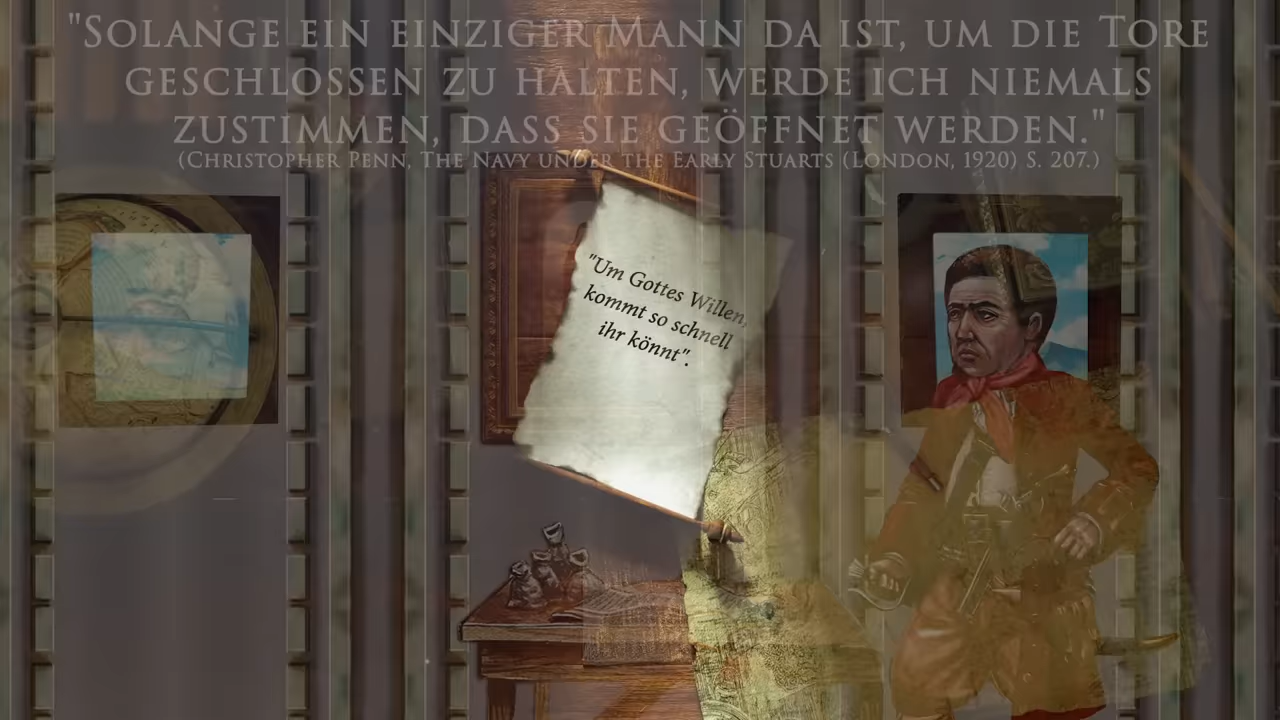 "Solange ein einziger Mann da ist, um die Tore
geschlossen zu halten, werde ich niemals
zustimmen, dass sie geöffnet werden."
(Christopher Penn, The Navy under the Early Stuarts (London, 1920) S. 207.)
"Um Gottes Willen,
kommt so schnell
ihr könnt".